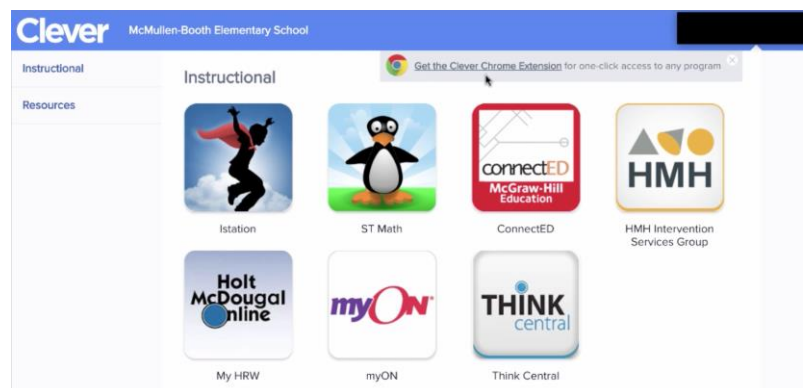 Clever McMullen-Booth Elementary School
Instructional
Resources
Instructional
Get the Clever Chrome Extension for one-click access to any program
connectED
McGraw-Hill
Education
HMH
Istation
ST Math
ConnectED
HMH Intervention
Services Group
Holt
McDougal
Online
myON
THINK
central
My HRW
myON
Think Central